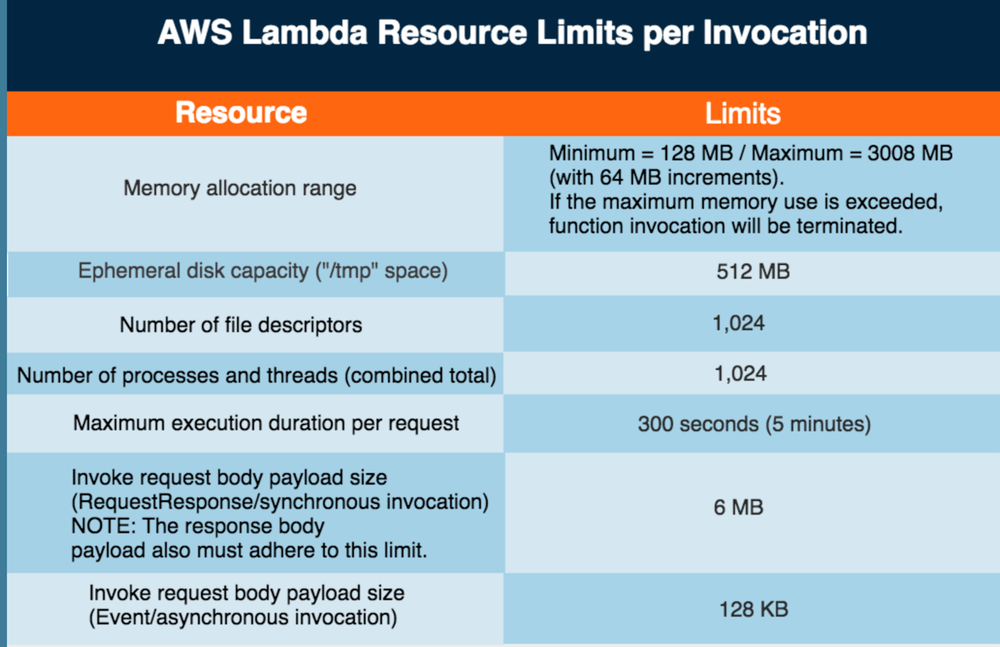 AWS Lambda Resource Limits per Invocation
Resource
Limits
Memory allocation range
Minimum = 128 MB / Maximum = 3008 MB
(with 64 MB increments).
If the maximum memory use is exceeded,
function invocation will be terminated.
Ephemeral disk capacity ("/tmp" space)
512 MB
Number of file descriptors
1,024
Number of processes and threads (combined total)
1,024
Maximum execution duration per request
300 seconds (5 minutes)
Invoke request body payload size
(RequestResponse/synchronous invocation)
NOTE: The response body
payload also must adhere to this limit.
6 MB
Invoke request body payload size
(Event/asynchronous invocation)
128 KB